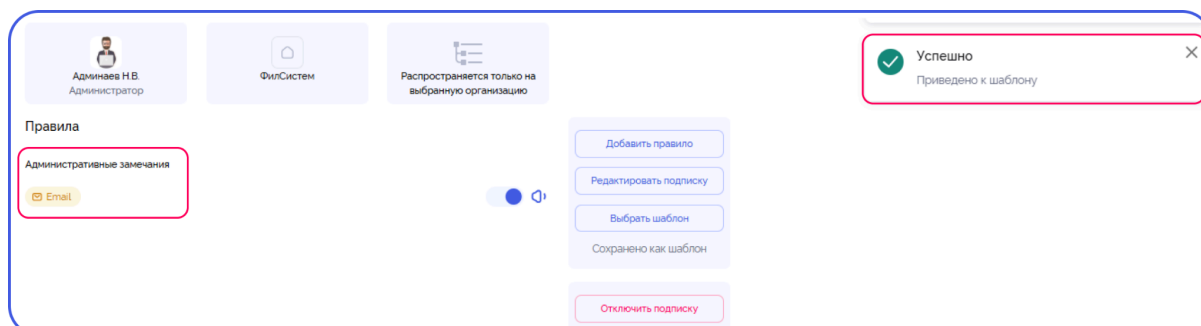 Админаев Н.В.
Администратор
ФилСистем
Распространяется только на
выбранную организацию
Успешно
Приведено к шаблону
Правила
Административные замечания
Email
Добавить правило
Редактировать подписку
Выбрать шаблон
Сохранено как шаблон
Отключить подписку